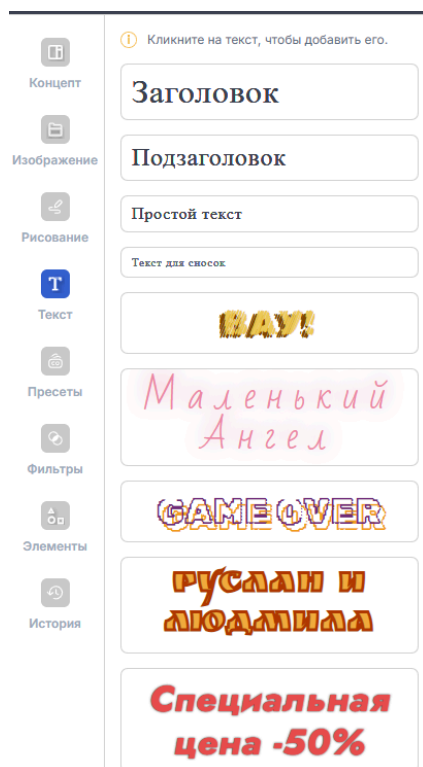 Концепт
Изображение
Рисование
Т
Текст
Пресеты
Фильтры
Элементы
История
Кликните на текст, чтобы добавить его.
Заголовок
Подзаголовок
Простой текст
Текст для сносок
ВАУ!
Маленький
Ангел
GAME OVER
РУСЛАН И
ЛЮДМИЛА
Специальная
цена -50%